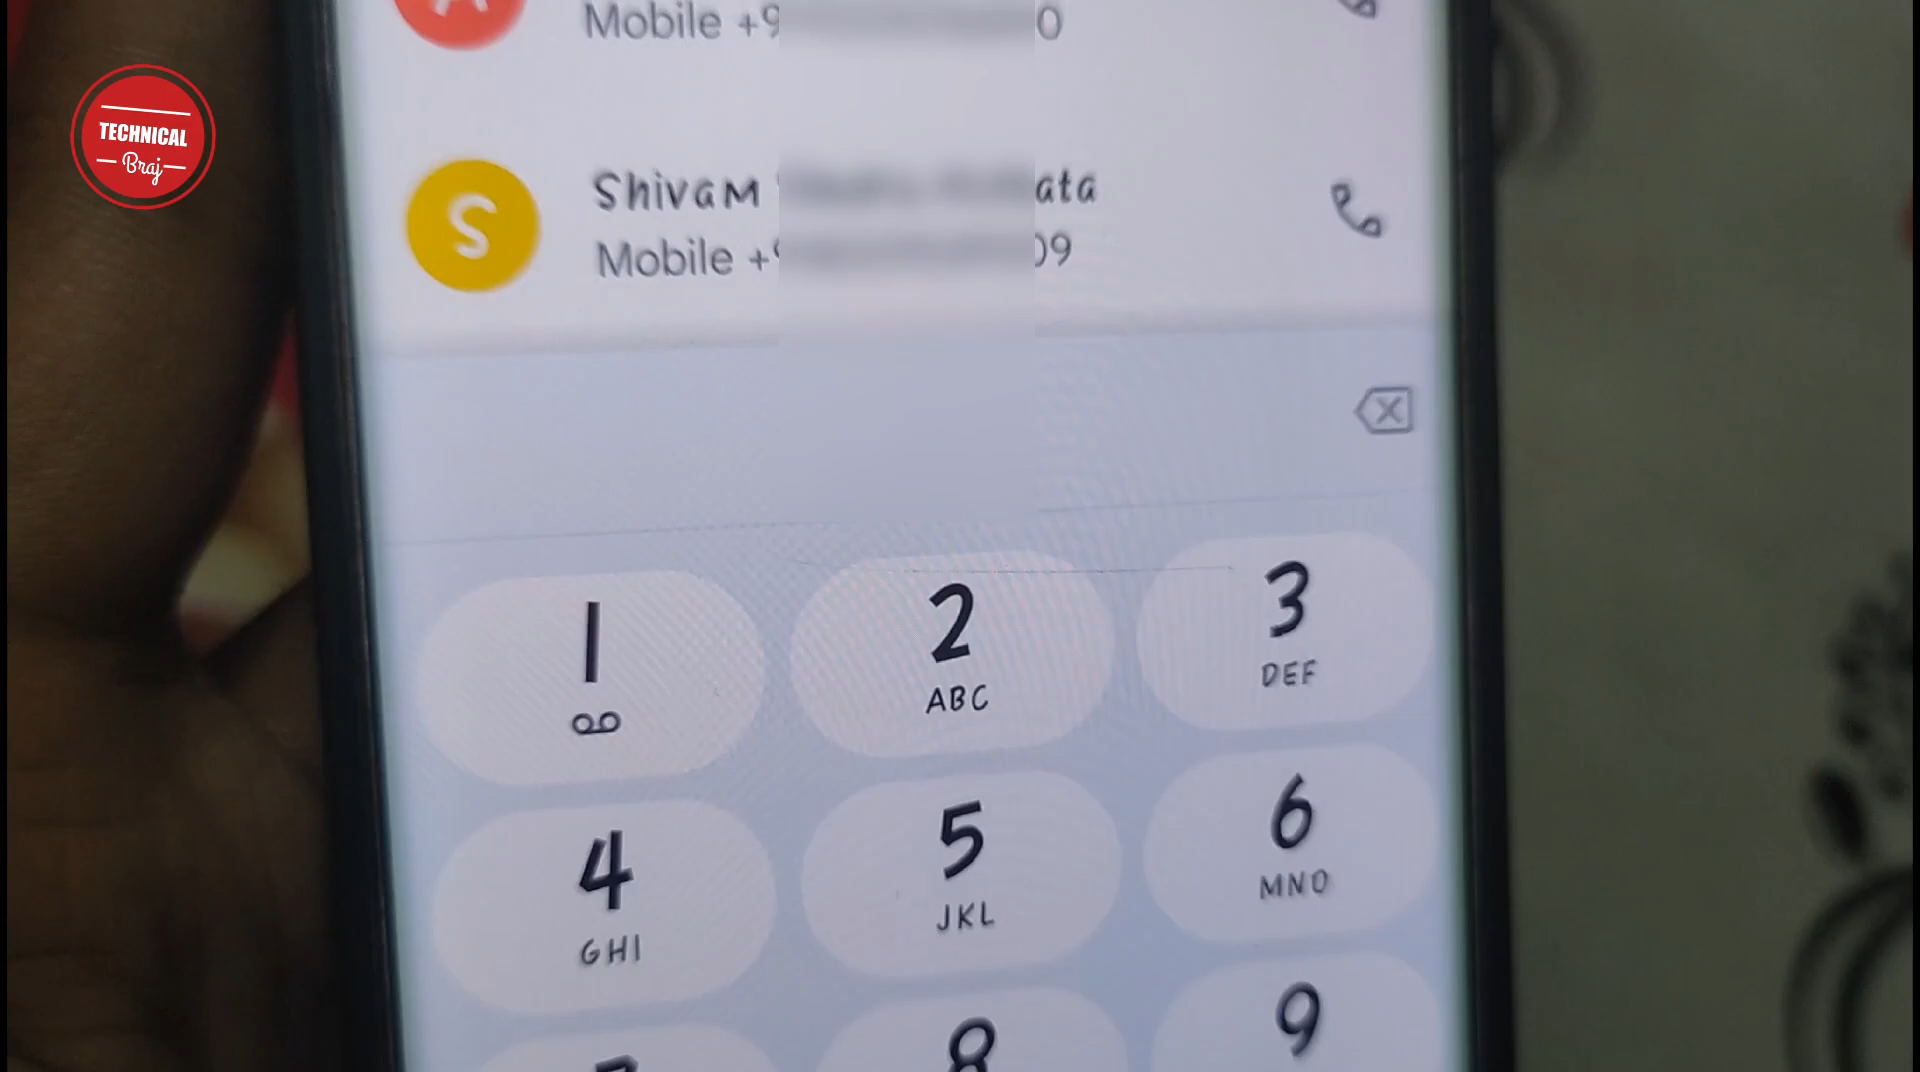 Mobile +9 0
TECHNICAL
Braj
S
Shivam ata
Mobile + 09
1
2
ABC
3
DEF
4
GHI
5
JKL
6
MNO
8
9